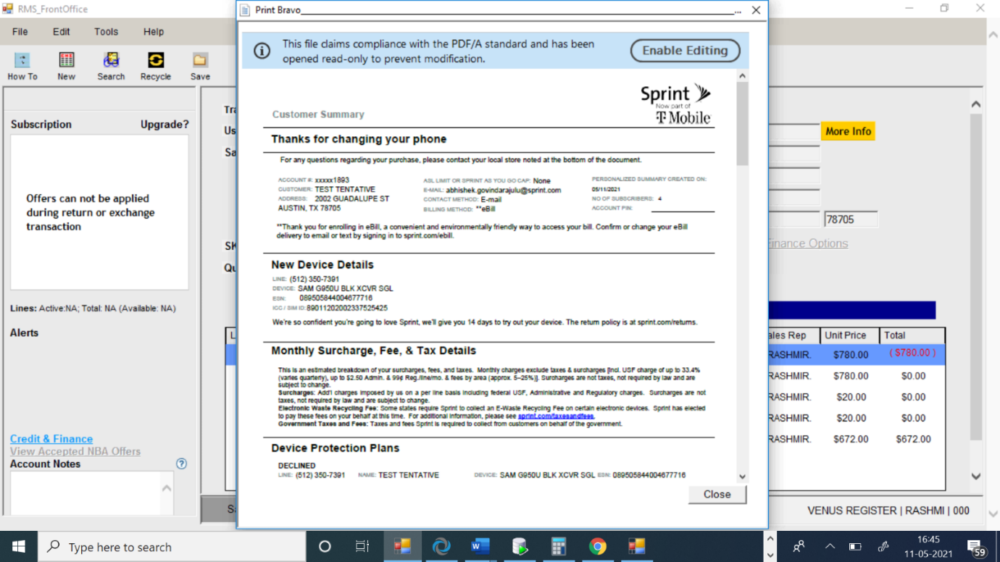 RMS_FrontOffice
File Edit Tools Help
How To New Search Recycle Save
Subscription Upgrade?
Offers can not be applied
during return or exchange
transaction
Lines: Active:NA; Total: NA (Available: NA)
Alerts
Credit & Finance
View Accepted NBA Offers
Account Notes
?
Print Bravo
...
This file claims compliance with the PDF/A standard and has been
opened read-only to prevent modification.
Enable Editing
Sprint
Now part of
T Mobile
Customer Summary
Thanks for changing your phone
For any questions regarding your purchase, please contact your local store noted at the bottom of the document.
ACCOUNT #: xxxxx1893 ASL LIMIT OR SPRINT AS YOU GO CAP: None PERSONALIZED SUMMARY CREATED ON:
CUSTOMER: TEST TENTATIVE E-MAIL: abhishek.govindarajulu@sprint.com 05/11/2021
ADDRESS: 2002 GUADALUPE ST CONTACT METHOD: E-mail NO OF SUBSCRIBERS: 4
AUSTIN, TX 78705 BILLING METHOD: **eBill ACCOUNT PIN:
**Thank you for enrolling in eBill, a convenient and environmentally friendly way to access your bill. Confirm or change your eBill
delivery to email or text by signing in to sprint.com/ebill.
New Device Details
LINE: (512) 350-7391
DEVICE: SAM G950U BLK XCVR SGL
ESN: 089505844004677716
ICC / SIM ID: 89011202002337525425
We're so confident you're going to love Sprint, we'll give you 14 days to try out your device. The return policy is at sprint.com/returns.
Monthly Surcharge, Fee, & Tax Details
This is an estimated breakdown of your surcharges, fees, and taxes. Monthly charges exclude taxes & surcharges [incl. USF charge of up to 33.4%
(varies quarterly), up to $2.50 Admin. & 99¢ Reg./line/mo. & fees by area (approx. 5–25%)]. Surcharges are not taxes, not required by law and are
subject to change.
Surcharges: Add'l charges imposed by us on a per line basis including federal USF, Administrative and Regulatory charges. Surcharges are not
taxes, not required by law and are subject to change.
Electronic Waste Recycling Fee: Some states require Sprint to collect an E-Waste Recycling Fee on certain electronic devices. Sprint has elected
to pay these fees on your behalf at this time. For additional information, please see sprint.com/taxesandfees.
Government Taxes and Fees: Taxes and fees Sprint is required to collect from customers on behalf of the government.
Device Protection Plans
DECLINED
LINE: (512) 350-7391 NAME: TEST TENTATIVE DEVICE: SAM G950U BLK XCVR SGL ESN: 089505844004677716
Close
More Info
78705
Finance Options
ales Rep Unit Price Total
RASHMIR. $780.00 ( $780.00 )
RASHMIR. $780.00 $0.00
RASHMIR. $20.00 $0.00
RASHMIR. $20.00 $0.00
RASHMIR. $672.00 $672.00
VENUS REGISTER | RASHMI | 000
Type here to search
16:45
11-05-2021
59